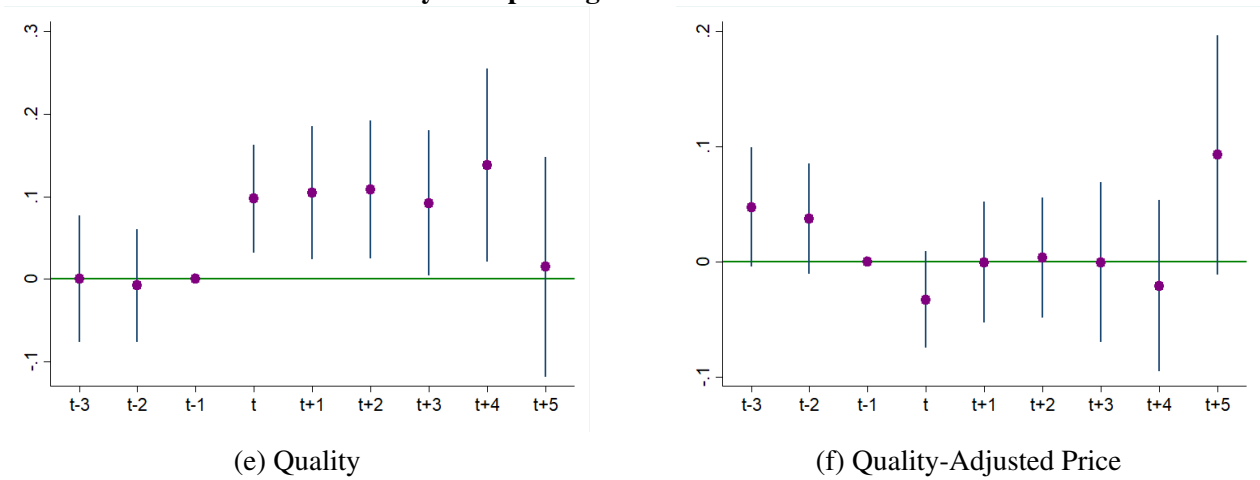 .3
.2
.1
0
-.1
t-3 t-2 t-1 t t+1 t+2 t+3 t+4 t+5
(e) Quality
.2
.1
0
-.1
t-3 t-2 t-1 t t+1 t+2 t+3 t+4 t+5
(f) Quality-Adjusted Price